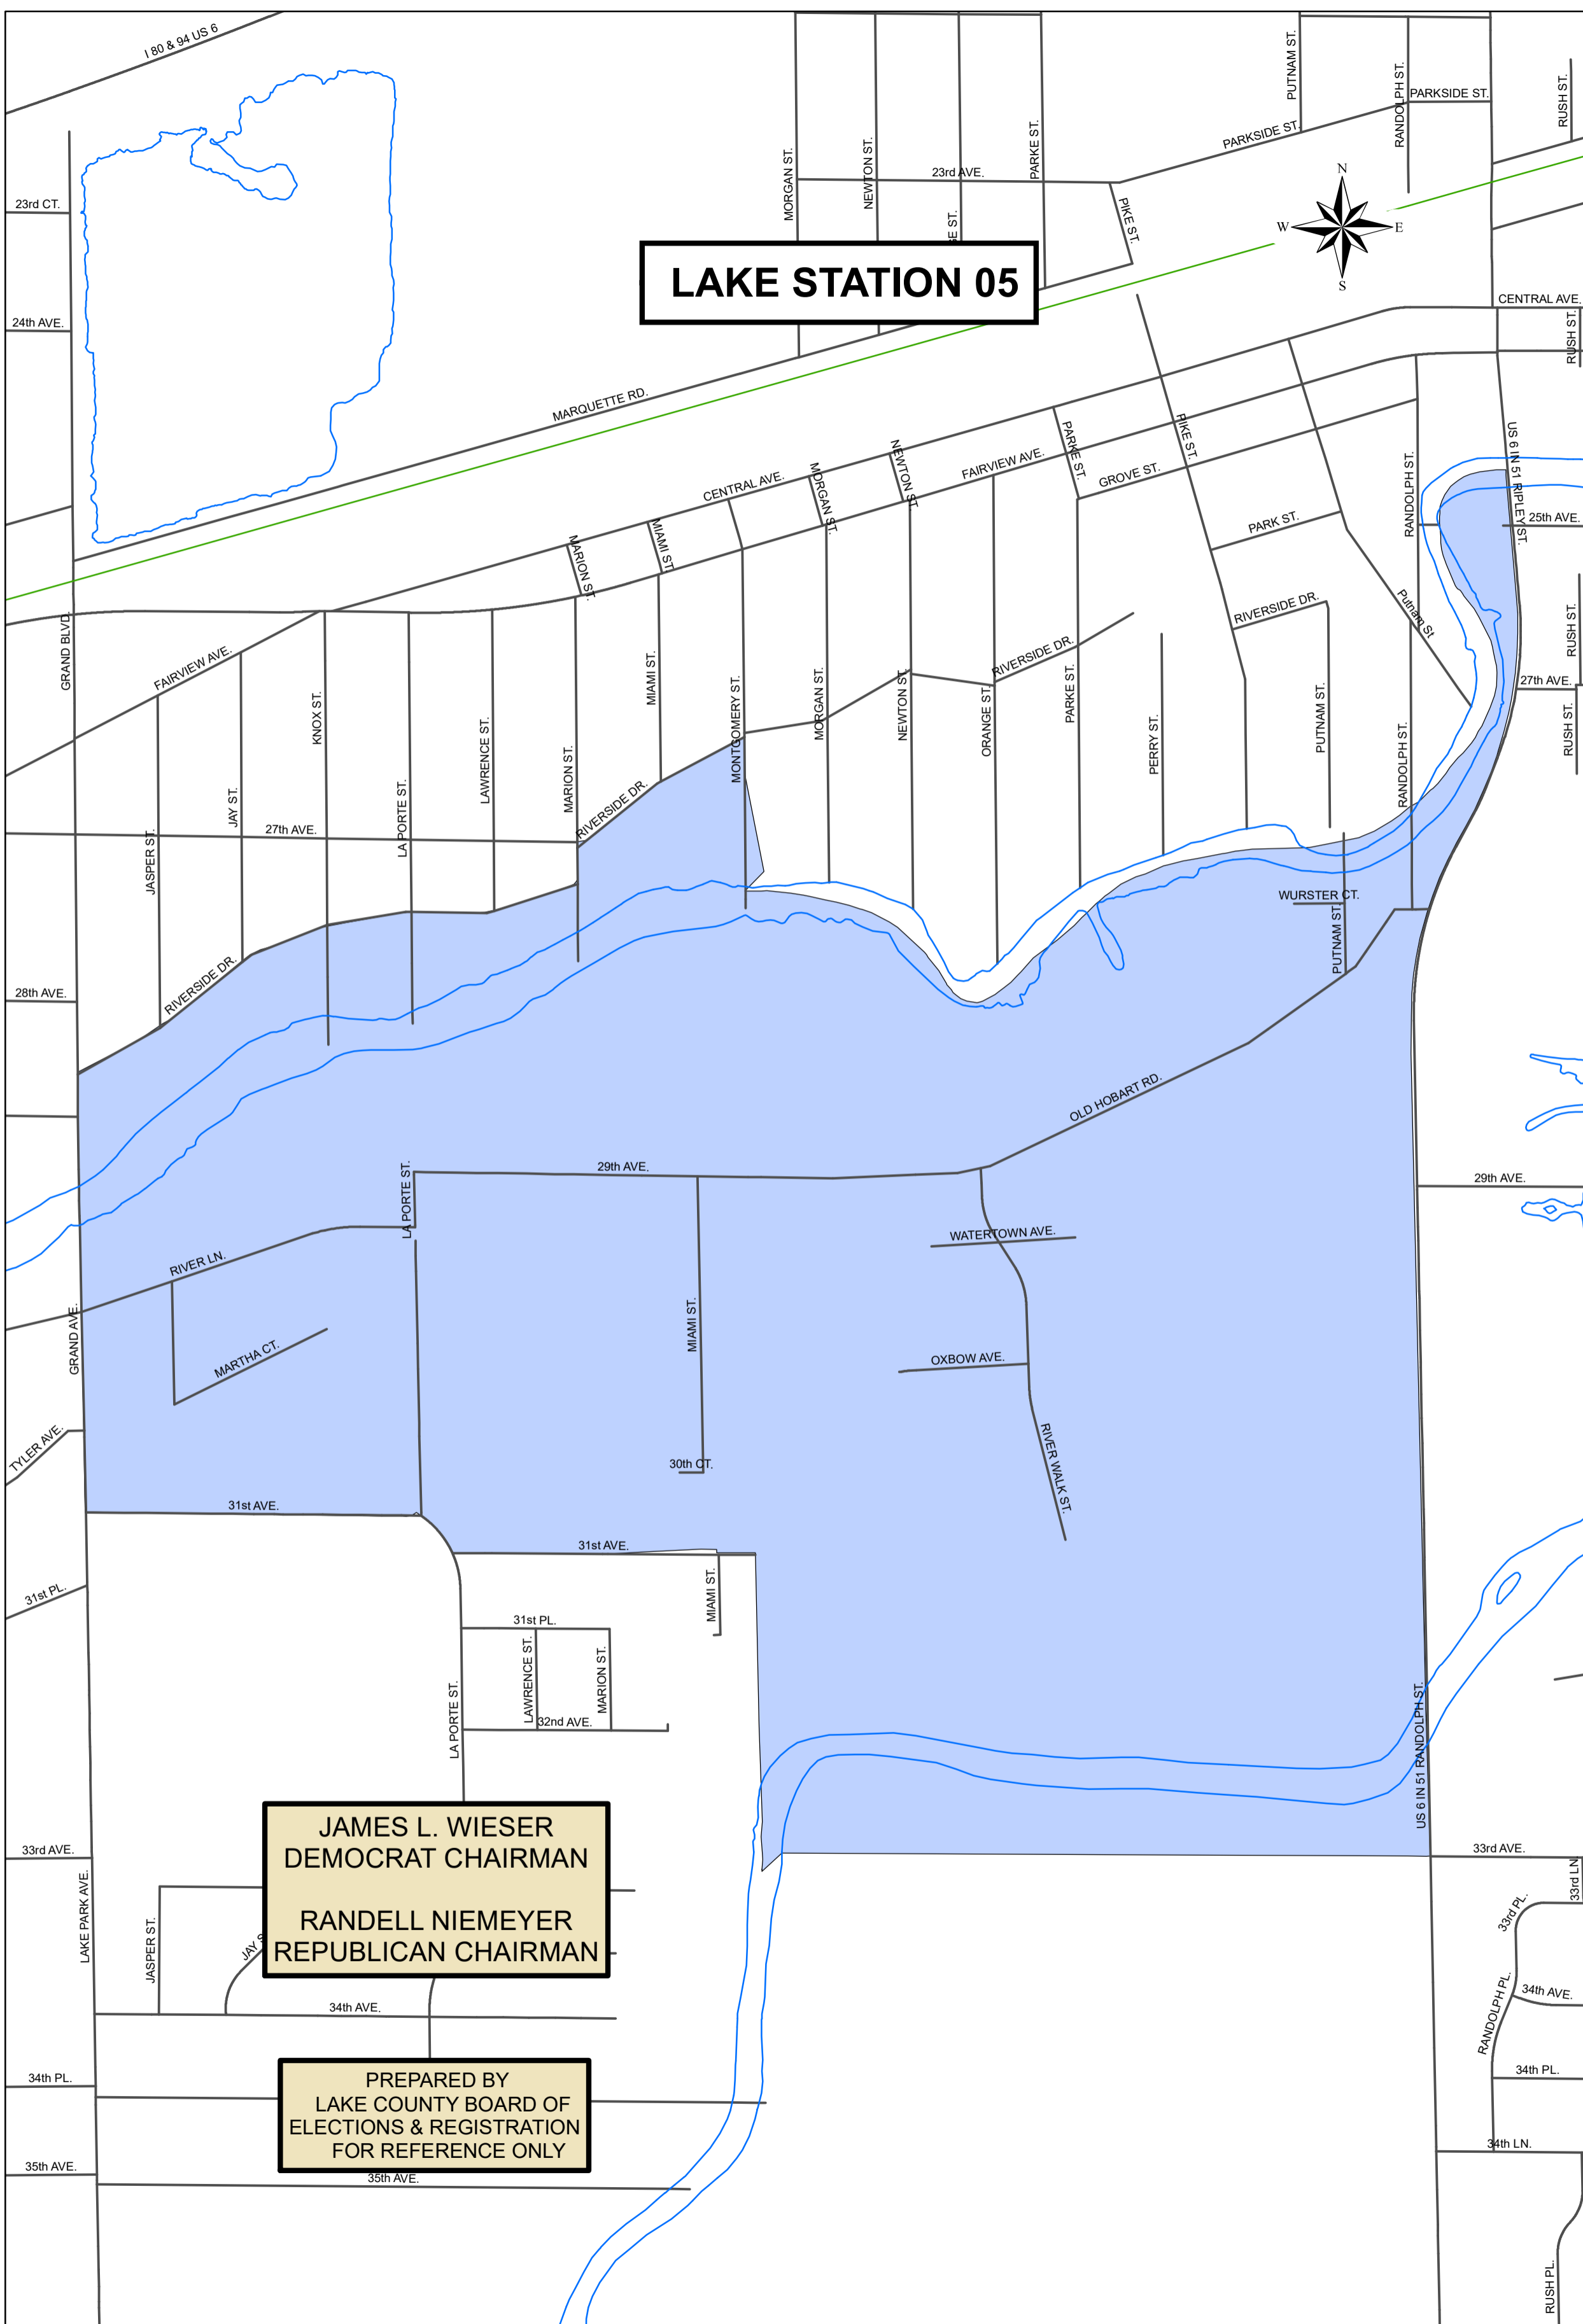 I 80 & 94 US 6
PUTNAM ST.
RANDOLPH ST.
PARKSIDE ST.
RUSH ST.
MORGAN ST.
NEWTON ST.
PARKE ST.
PARKSIDE ST.
23rd AVE.
23rd CT.
PIKE ST.
N
W
E
S
LAKE STATION 05
CENTRAL AVE.
RUSH ST.
24th AVE.
MARQUETTE RD.
CENTRAL AVE.
MARION ST.
MIAMI ST.
MORGAN ST.
NEWTON ST.
FAIRVIEW AVE.
PARKE ST.
GROVE ST.
PIKE ST.
PARK ST.
RANDOLPH ST.
US 6 IN 51 RIPLEY ST.
25th AVE.
GRAND BLVD.
FAIRVIEW AVE.
KNOX ST.
LAWRENCE ST.
MIAMI ST.
MONTGOMERY ST.
MORGAN ST.
NEWTON ST.
ORANGE ST.
RIVERSIDE DR.
PARKE ST.
PERRY ST.
RIVERSIDE DR.
PUTNAM ST.
Putnam St
RANDOLPH ST.
RUSH ST.
27th AVE.
RUSH ST.
JASPER ST.
JAY ST.
27th AVE.
LA PORTE ST.
MARION ST.
RIVERSIDE DR.
WURSTER CT.
PUTNAM ST.
28th AVE.
RIVERSIDE DR.
OLD HOBART RD.
29th AVE.
29th AVE.
LA PORTE ST.
WATERTOWN AVE.
RIVER LN.
GRAND AVE.
MARTHA CT.
MIAMI ST.
OXBOW AVE.
TYLER AVE.
30th CT.
RIVER WALK ST.
31st AVE.
31st AVE.
31st PL.
MIAMI ST.
31st PL.
LAWRENCE ST.
MARION ST.
LA PORTE ST.
32nd AVE.
US 6 IN 51 RANDOLPH ST.
JAMES L. WIESER
DEMOCRAT CHAIRMAN
RANDELL NIEMEYER
REPUBLICAN CHAIRMAN
33rd AVE.
33rd AVE.
33rd LN.
LAKE PARK AVE.
JASPER ST.
JAY S
33rd PL.
34th AVE.
34th AVE.
RANDOLPH PL.
34th PL.
34th PL.
PREPARED BY
LAKE COUNTY BOARD OF
ELECTIONS & REGISTRATION
FOR REFERENCE ONLY
34th LN.
35th AVE.
35th AVE.
RUSH PL.